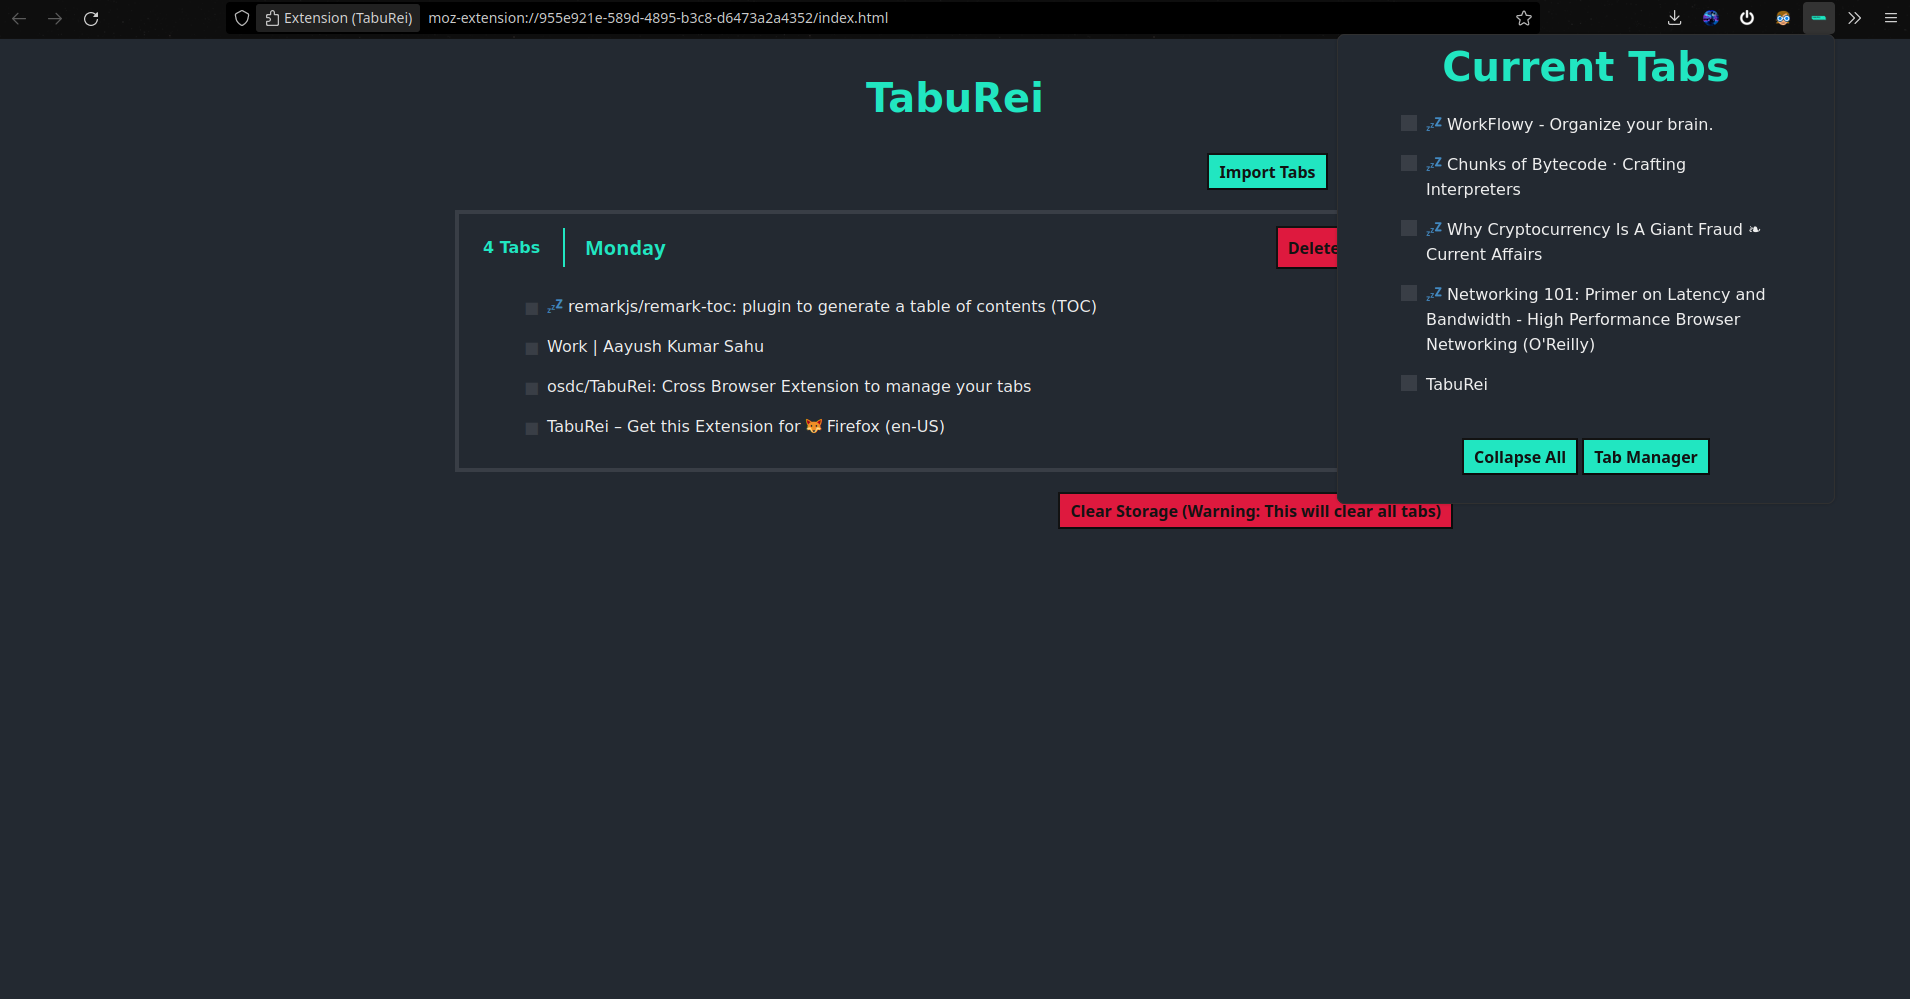 Extension (TabuRei) moz-extension://955e921e-589d-4895-b3c8-d6473a2a4352/index.html
TabuRei
Import Tabs
4 Tabs
Monday
Delete
💤 remarkjs/remark-toc: plugin to generate a table of contents (TOC)
Work | Aayush Kumar Sahu
osdc/TabuRei: Cross Browser Extension to manage your tabs
TabuRei – Get this Extension for 🦊 Firefox (en-US)
Clear Storage (Warning: This will clear all tabs)
Current Tabs
💤 WorkFlowy - Organize your brain.
💤 Chunks of Bytecode · Crafting
Interpreters
💤 Why Cryptocurrency Is A Giant Fraud ❧
Current Affairs
💤 Networking 101: Primer on Latency and
Bandwidth - High Performance Browser
Networking (O'Reilly)
TabuRei
Collapse All
Tab Manager